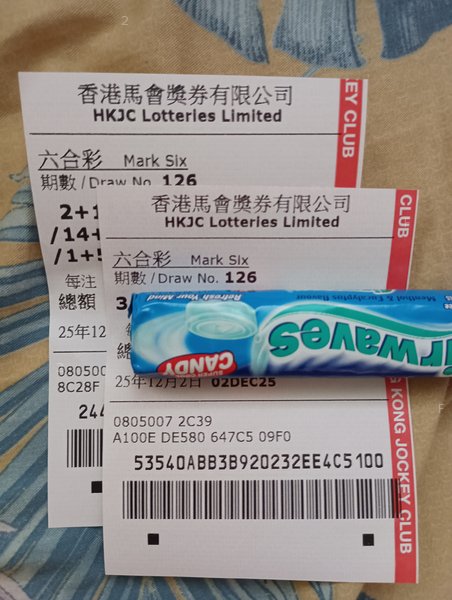 香港馬會獎券有限公司
HKJC Lotteries Limited
六合彩 Mark Six
期數/Draw No. 126
2+1
/14+
/1+5
每注
總額
25年12
080500
8C28F
244
EY CLUB
香港馬會獎券有限公司
HKJC Lotteries Limited
六合彩 Mark Six
期數/Draw No. 126
3/
總
25年12月2日 02DEC25
0805007 2C39
A100E DE580 647C5 09F0
53540ABB3B920232EE4C5100
CLUB
G KONG JOCKEY CLUB
Refresh Your Mind
Menthol & Eucalyptus flavour
rwaves
CANDY